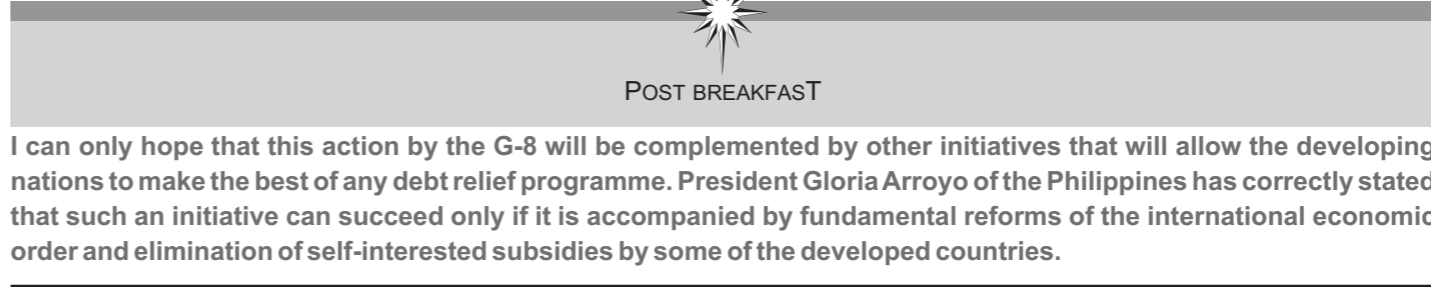 POST BREAKFAST
I can only hope that this action by the G-8 will be complemented by other initiatives that will allow the developing
nations to make the best of any debt relief programme. President Gloria Arroyo of the Philippines has correctly stated
that such an initiative can succeed only if it is accompanied by fundamental reforms of the international economic
order and elimination of self-interested subsidies by some of the developed countries.